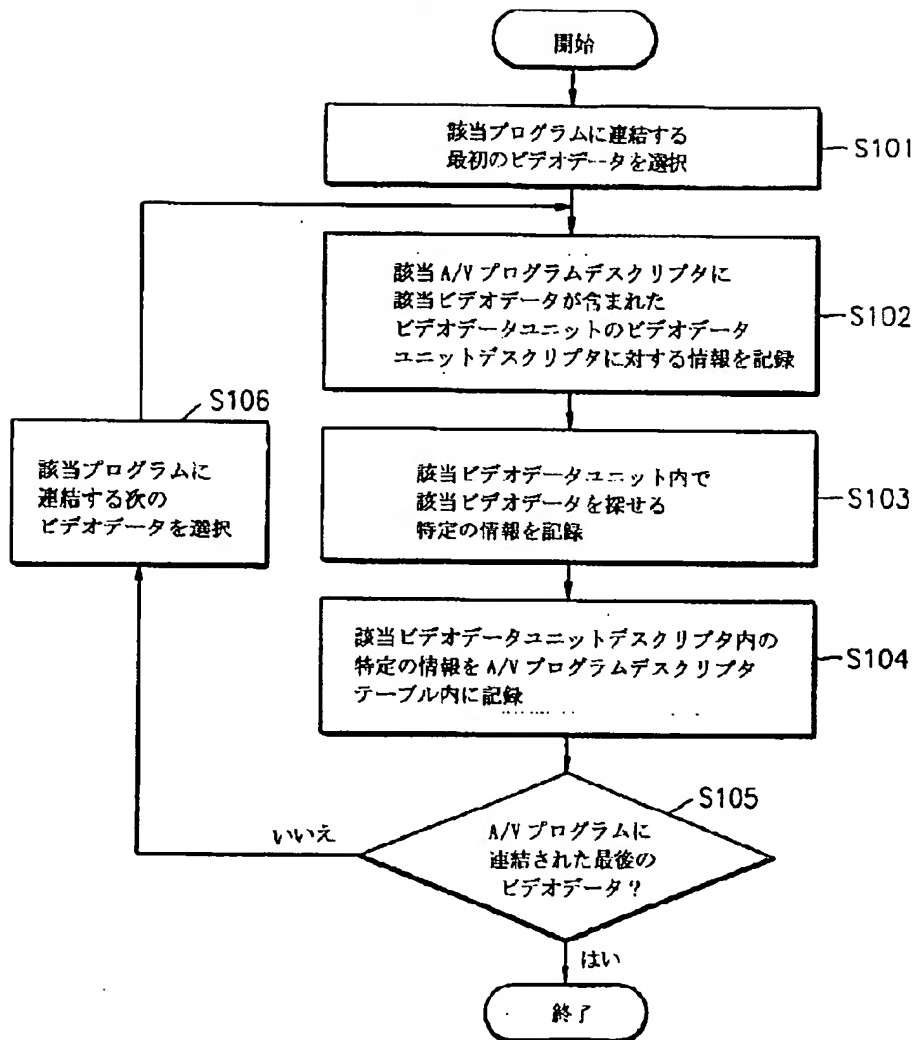 開始
該当プログラムに連結する
最初のビデオデータを選択
S101
該当 A/V プログラムデスクリプタに
該当ビデオデータが含まれた
ビデオデータユニットのビデオデータ
ユニットデスクリプタに対する情報を記録
S102
S106
該当プログラムに
連結する次の
ビデオデータを選択
該当ビデオデータユニット内で
該当ビデオデータを探せる
特定の情報を記録
S103
該当ビデオデータユニットデスクリプタ内の
特定の情報を A/V プログラムデスクリプタ
テーブル内に記録
S104
S105
A/V プログラムに
連結された最後の
ビデオデータ？
いいえ
はい
終了